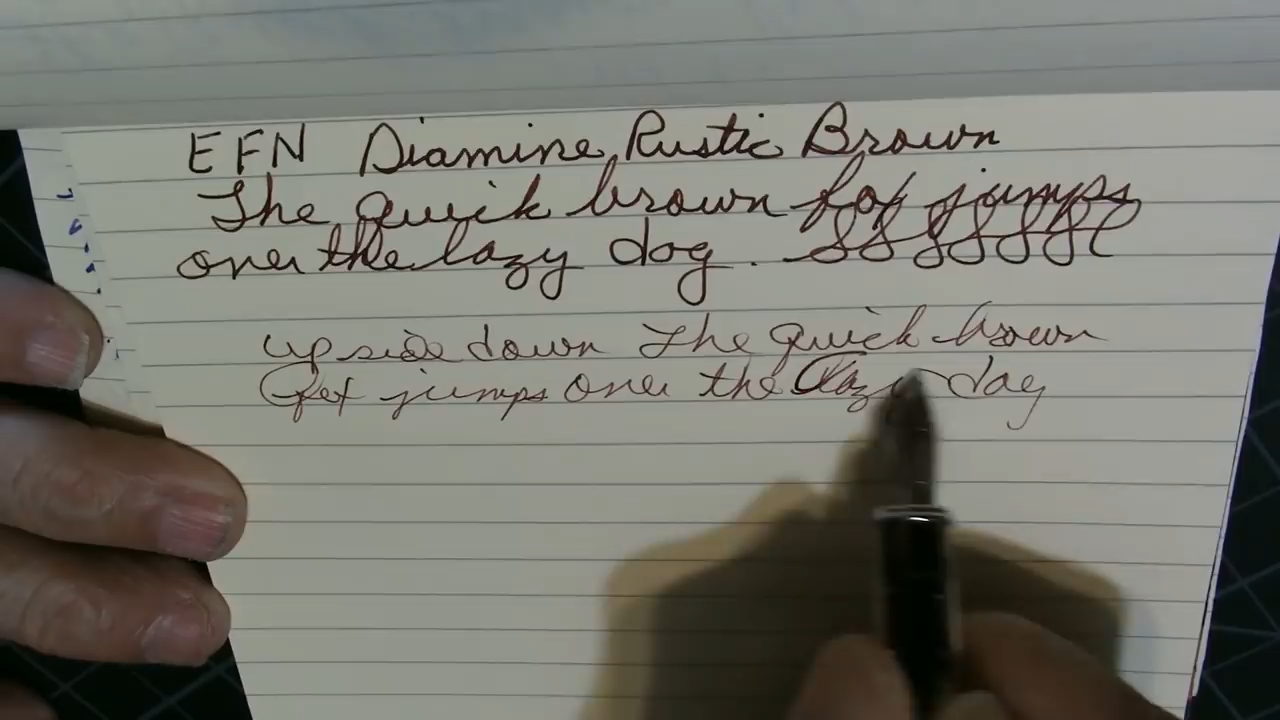 EFN Diamine Rustic Brown
The quick brown fox jumps
over the lazy dog. SSSSSSS
upside down The quick brown
fox jumps over the lazy dog